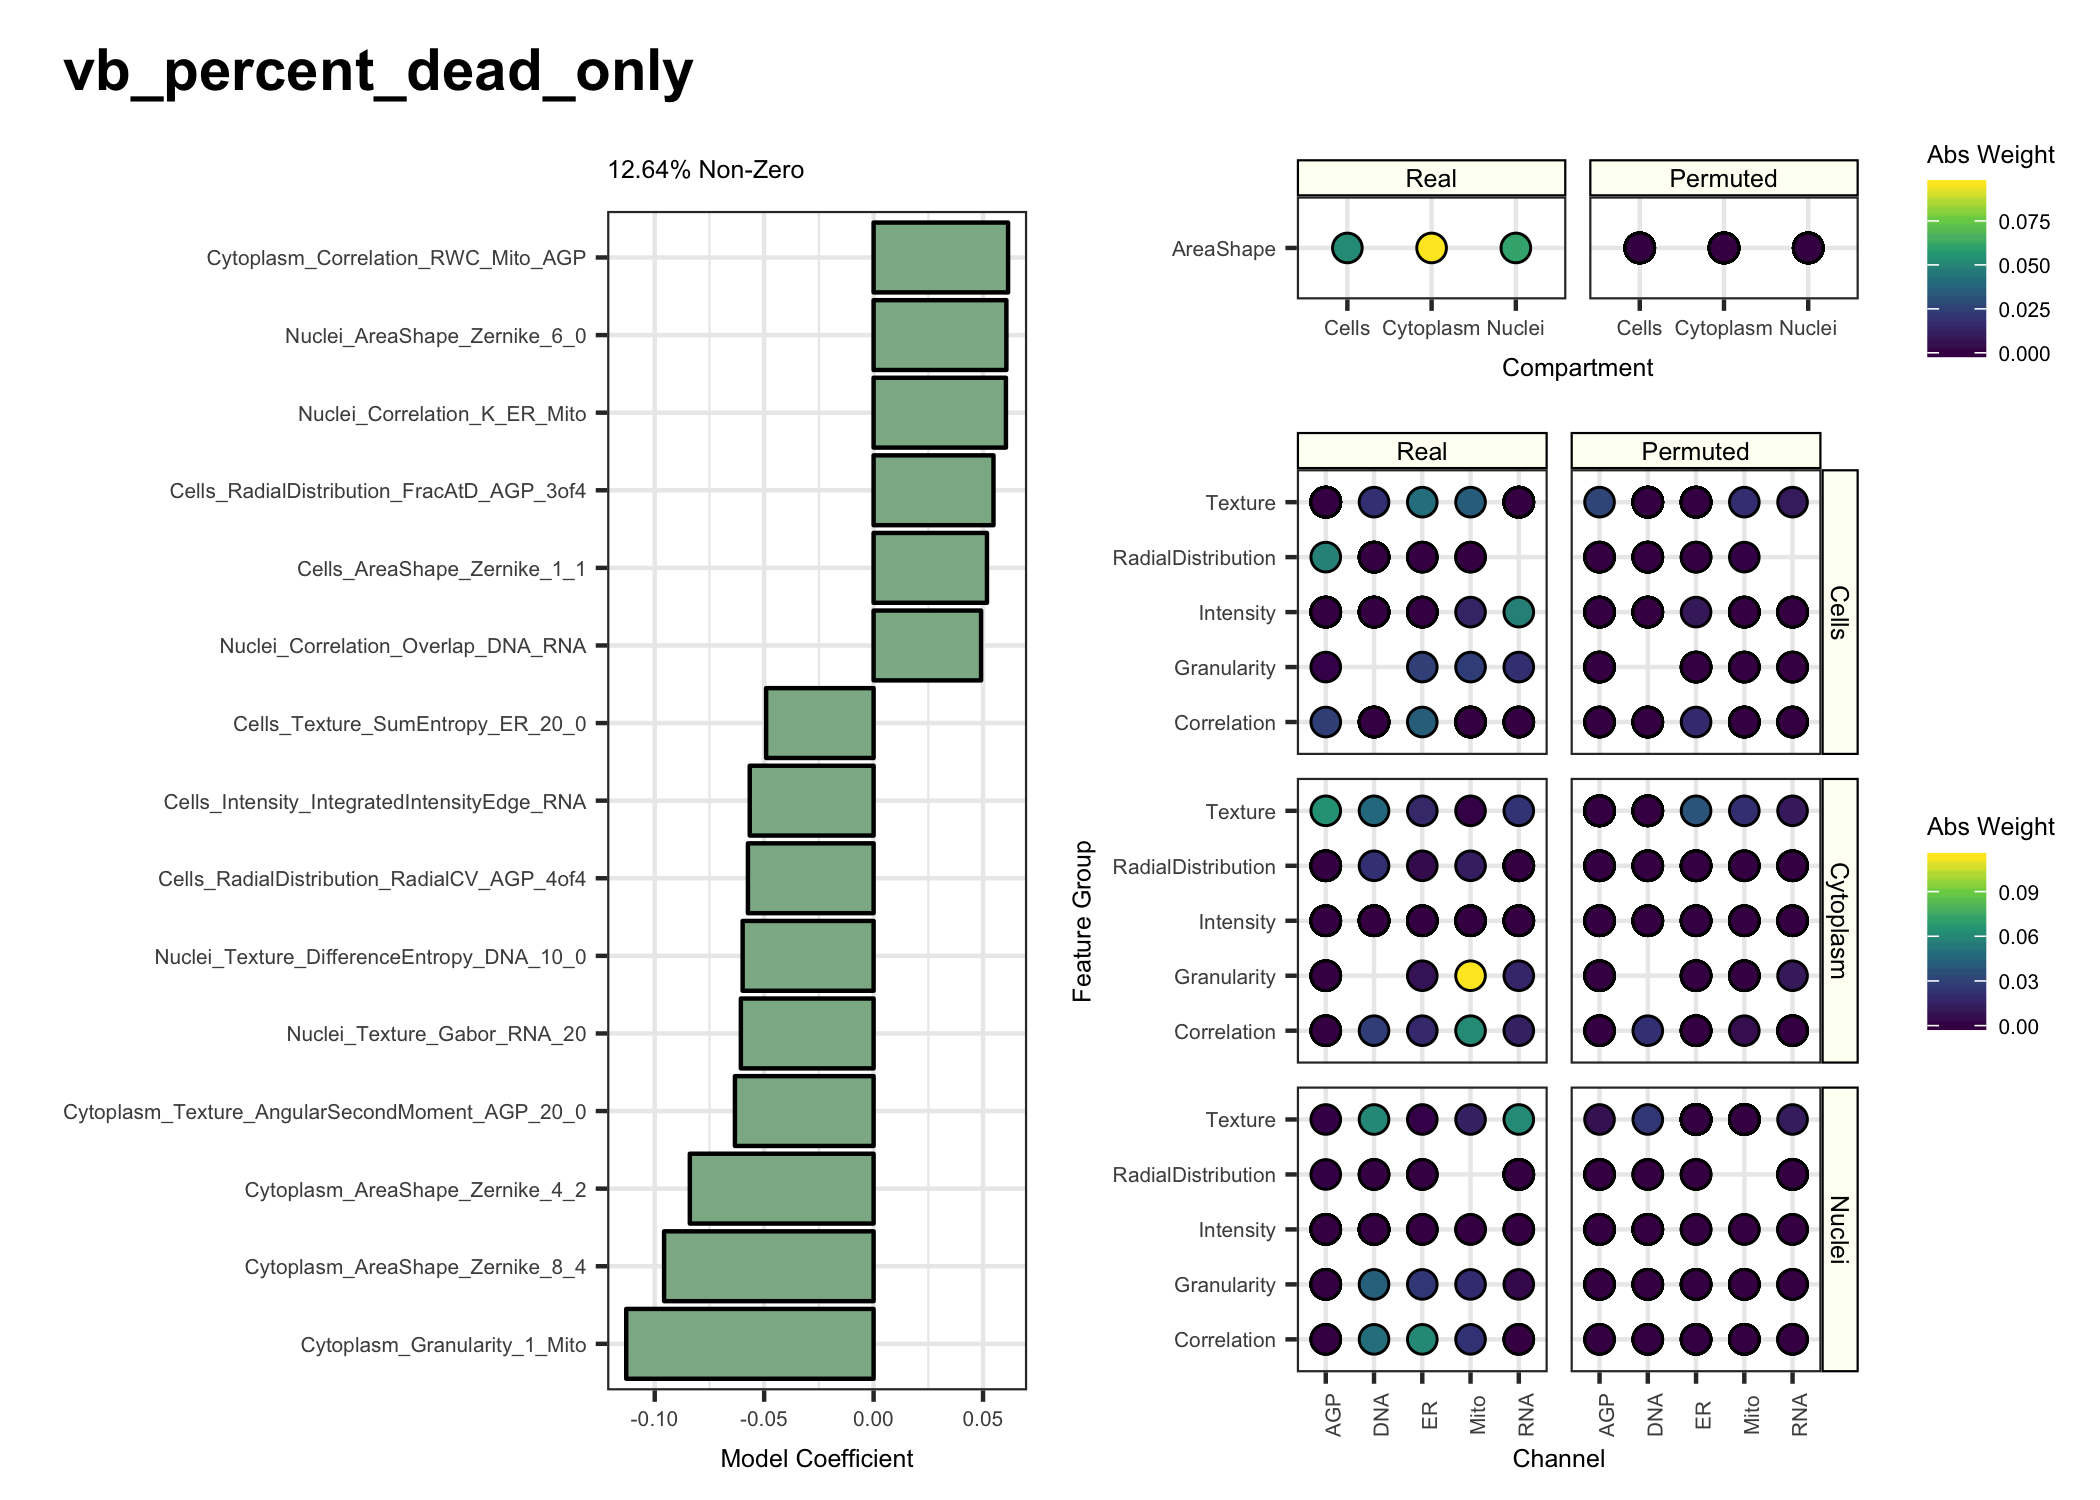 vb_percent_dead_only
12.64% Non-Zero
Cytoplasm_Correlation_RWC_Mito_AGP
Nuclei_AreaShape_Zernike_6_0
Nuclei_Correlation_K_ER_Mito
Cells_RadialDistribution_FracAtD_AGP_3of4
Cells_AreaShape_Zernike_1_1
Nuclei_Correlation_Overlap_DNA_RNA
Cells_Texture_SumEntropy_ER_20_0
Cells_Intensity_IntegratedIntensityEdge_RNA
Cells_RadialDistribution_RadialCV_AGP_4of4
Nuclei_Texture_DifferenceEntropy_DNA_10_0
Nuclei_Texture_Gabor_RNA_20
Cytoplasm_Texture_AngularSecondMoment_AGP_20_0
Cytoplasm_AreaShape_Zernike_4_2
Cytoplasm_AreaShape_Zernike_8_4
Cytoplasm_Granularity_1_Mito
-0.10 -0.05 0.00 0.05
Model Coefficient
Real Permuted
AreaShape
Cells Cytoplasm Nuclei Cells Cytoplasm Nuclei
Compartment
Abs Weight
0.075
0.050
0.025
0.000
Feature Group
Real Permuted
Texture
RadialDistribution
Intensity
Granularity
Correlation
Cells
Texture
RadialDistribution
Intensity
Granularity
Correlation
Cytoplasm
Texture
RadialDistribution
Intensity
Granularity
Correlation
Nuclei
AGP DNA ER Mito RNA AGP DNA ER Mito RNA
Channel
Abs Weight
0.09
0.06
0.03
0.00